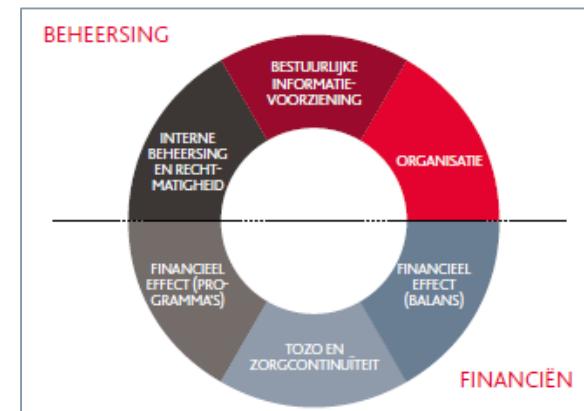 BEHEERSING
BESTUURLIJKE
INFORMATIE-
VOORZIENING
INTERNE
BEHEERSING
EN RECHT-
MATIGHEID
ORGANISATIE
FINANCIEEL
EFFECT (PRO-
GRAMMA'S)
FINANCIEEL
EFFECT
(BALANS)
TOZO EN
ZORGCONTINUÏTEIT
FINANCIËN